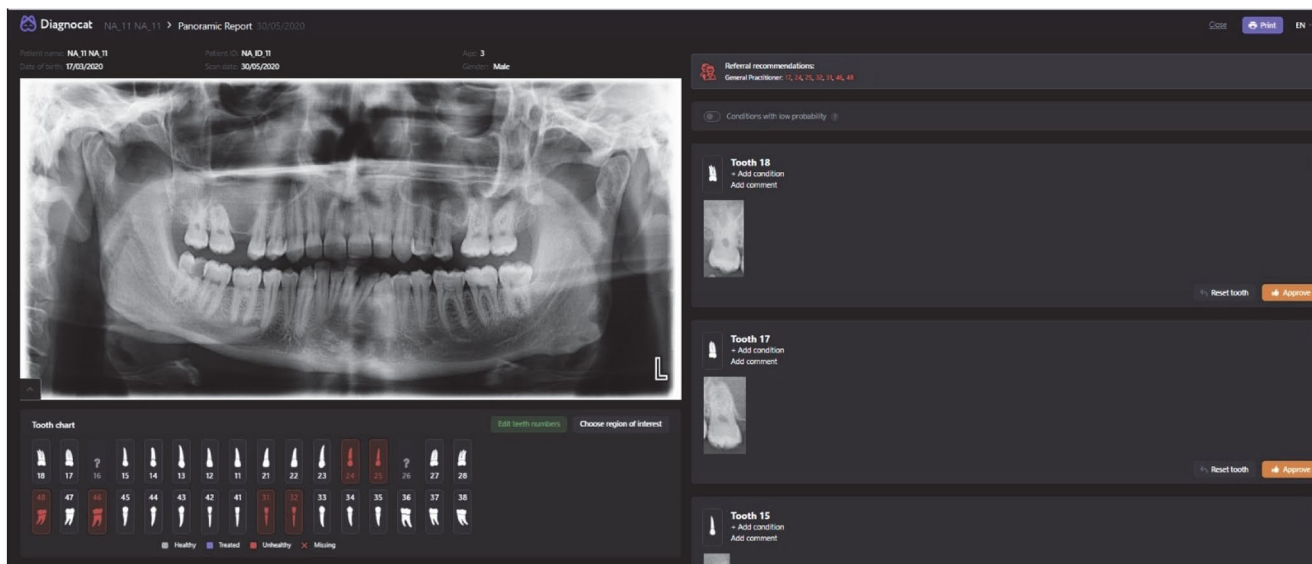 Diagnocat NA_11 NA_11 > Panoramic Report 30/05/2020
Close Print EN
Patient name: NA_11 NA_11 Patient ID: NA_ID_11 Age: 3
Date of birth: 17/03/2020 Scan date: 30/05/2020 Gender: Male
L
Tooth chart Edit teeth numbers Choose region of interest
18 17 ? 16 15 14 13 12 11 21 22 23 24 25 ? 26 27 28
48 47 46 45 44 43 42 41 31 32 33 34 35 36 37 38
Healthy Treated Unhealthy Missing
Referral recommendations:
General Practitioner: 24, 25, 32, 31, 46, 48
Conditions with low probability ?
Tooth 18
+ Add condition
Add comment
Reset tooth Approve
Tooth 17
+ Add condition
Add comment
Reset tooth Approve
Tooth 15
+ Add condition
Add comment